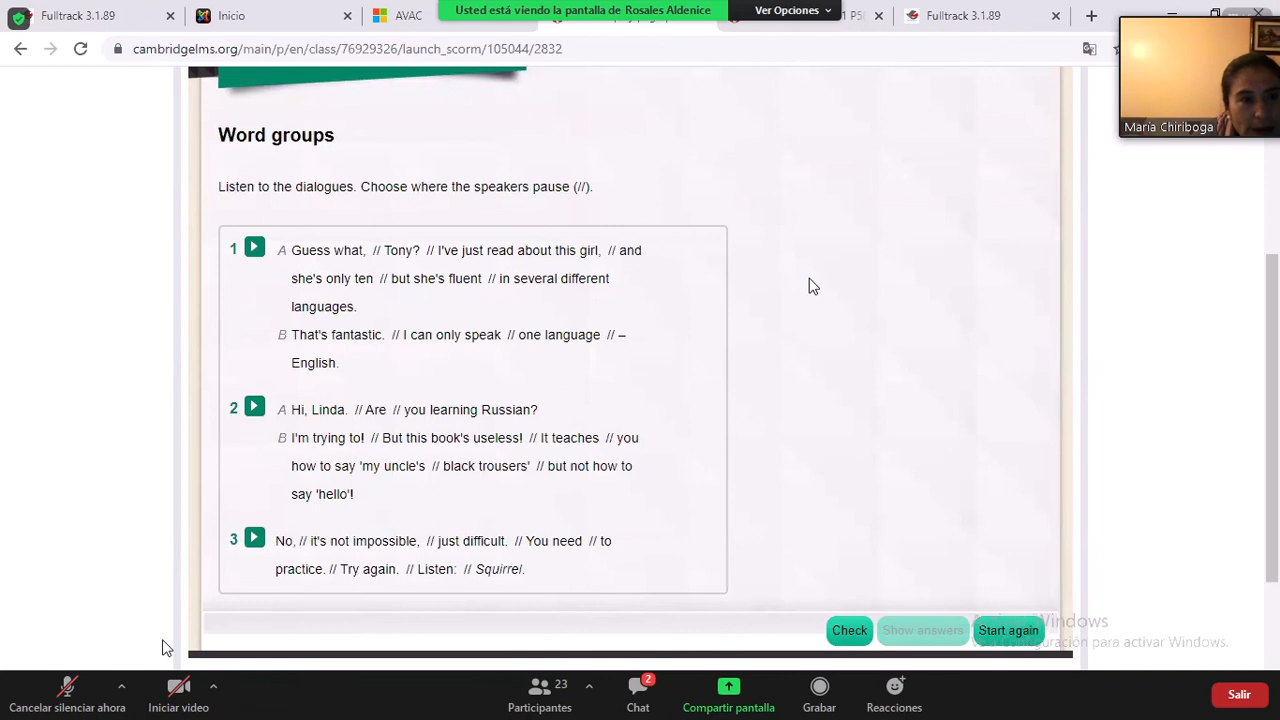 Fulltrack 3.1.89
Inicio
AVAC
Usted está viendo la pantalla de Rosales Aldenice
Ver Opciones
Fulltrack 3.1.89
cambridgelms.org/main/p/en/class/76929326/launch_scorm/105044/2832
María Chiriboga
Word groups
Listen to the dialogues. Choose where the speakers pause (//).
1 A Guess what, // Tony? // I've just read about this girl, // and
she's only ten // but she's fluent // in several different
languages.
B That's fantastic. // I can only speak // one language // –
English.
2 A Hi, Linda. // Are // you learning Russian?
B I'm trying to! // But this book's useless! // It teaches // you
how to say 'my uncle's // black trousers' // but not how to
say 'hello'!
3 No, // it's not impossible, // just difficult. // You need // to
practice. // Try again. // Listen: // Squirrel.
Check
Show answers
Start again
Windows
configuración para activar Windows.
Cancelar silenciar ahora
Iniciar video
23
Participantes
2
Chat
Compartir pantalla
Grabar
Reacciones
Salir